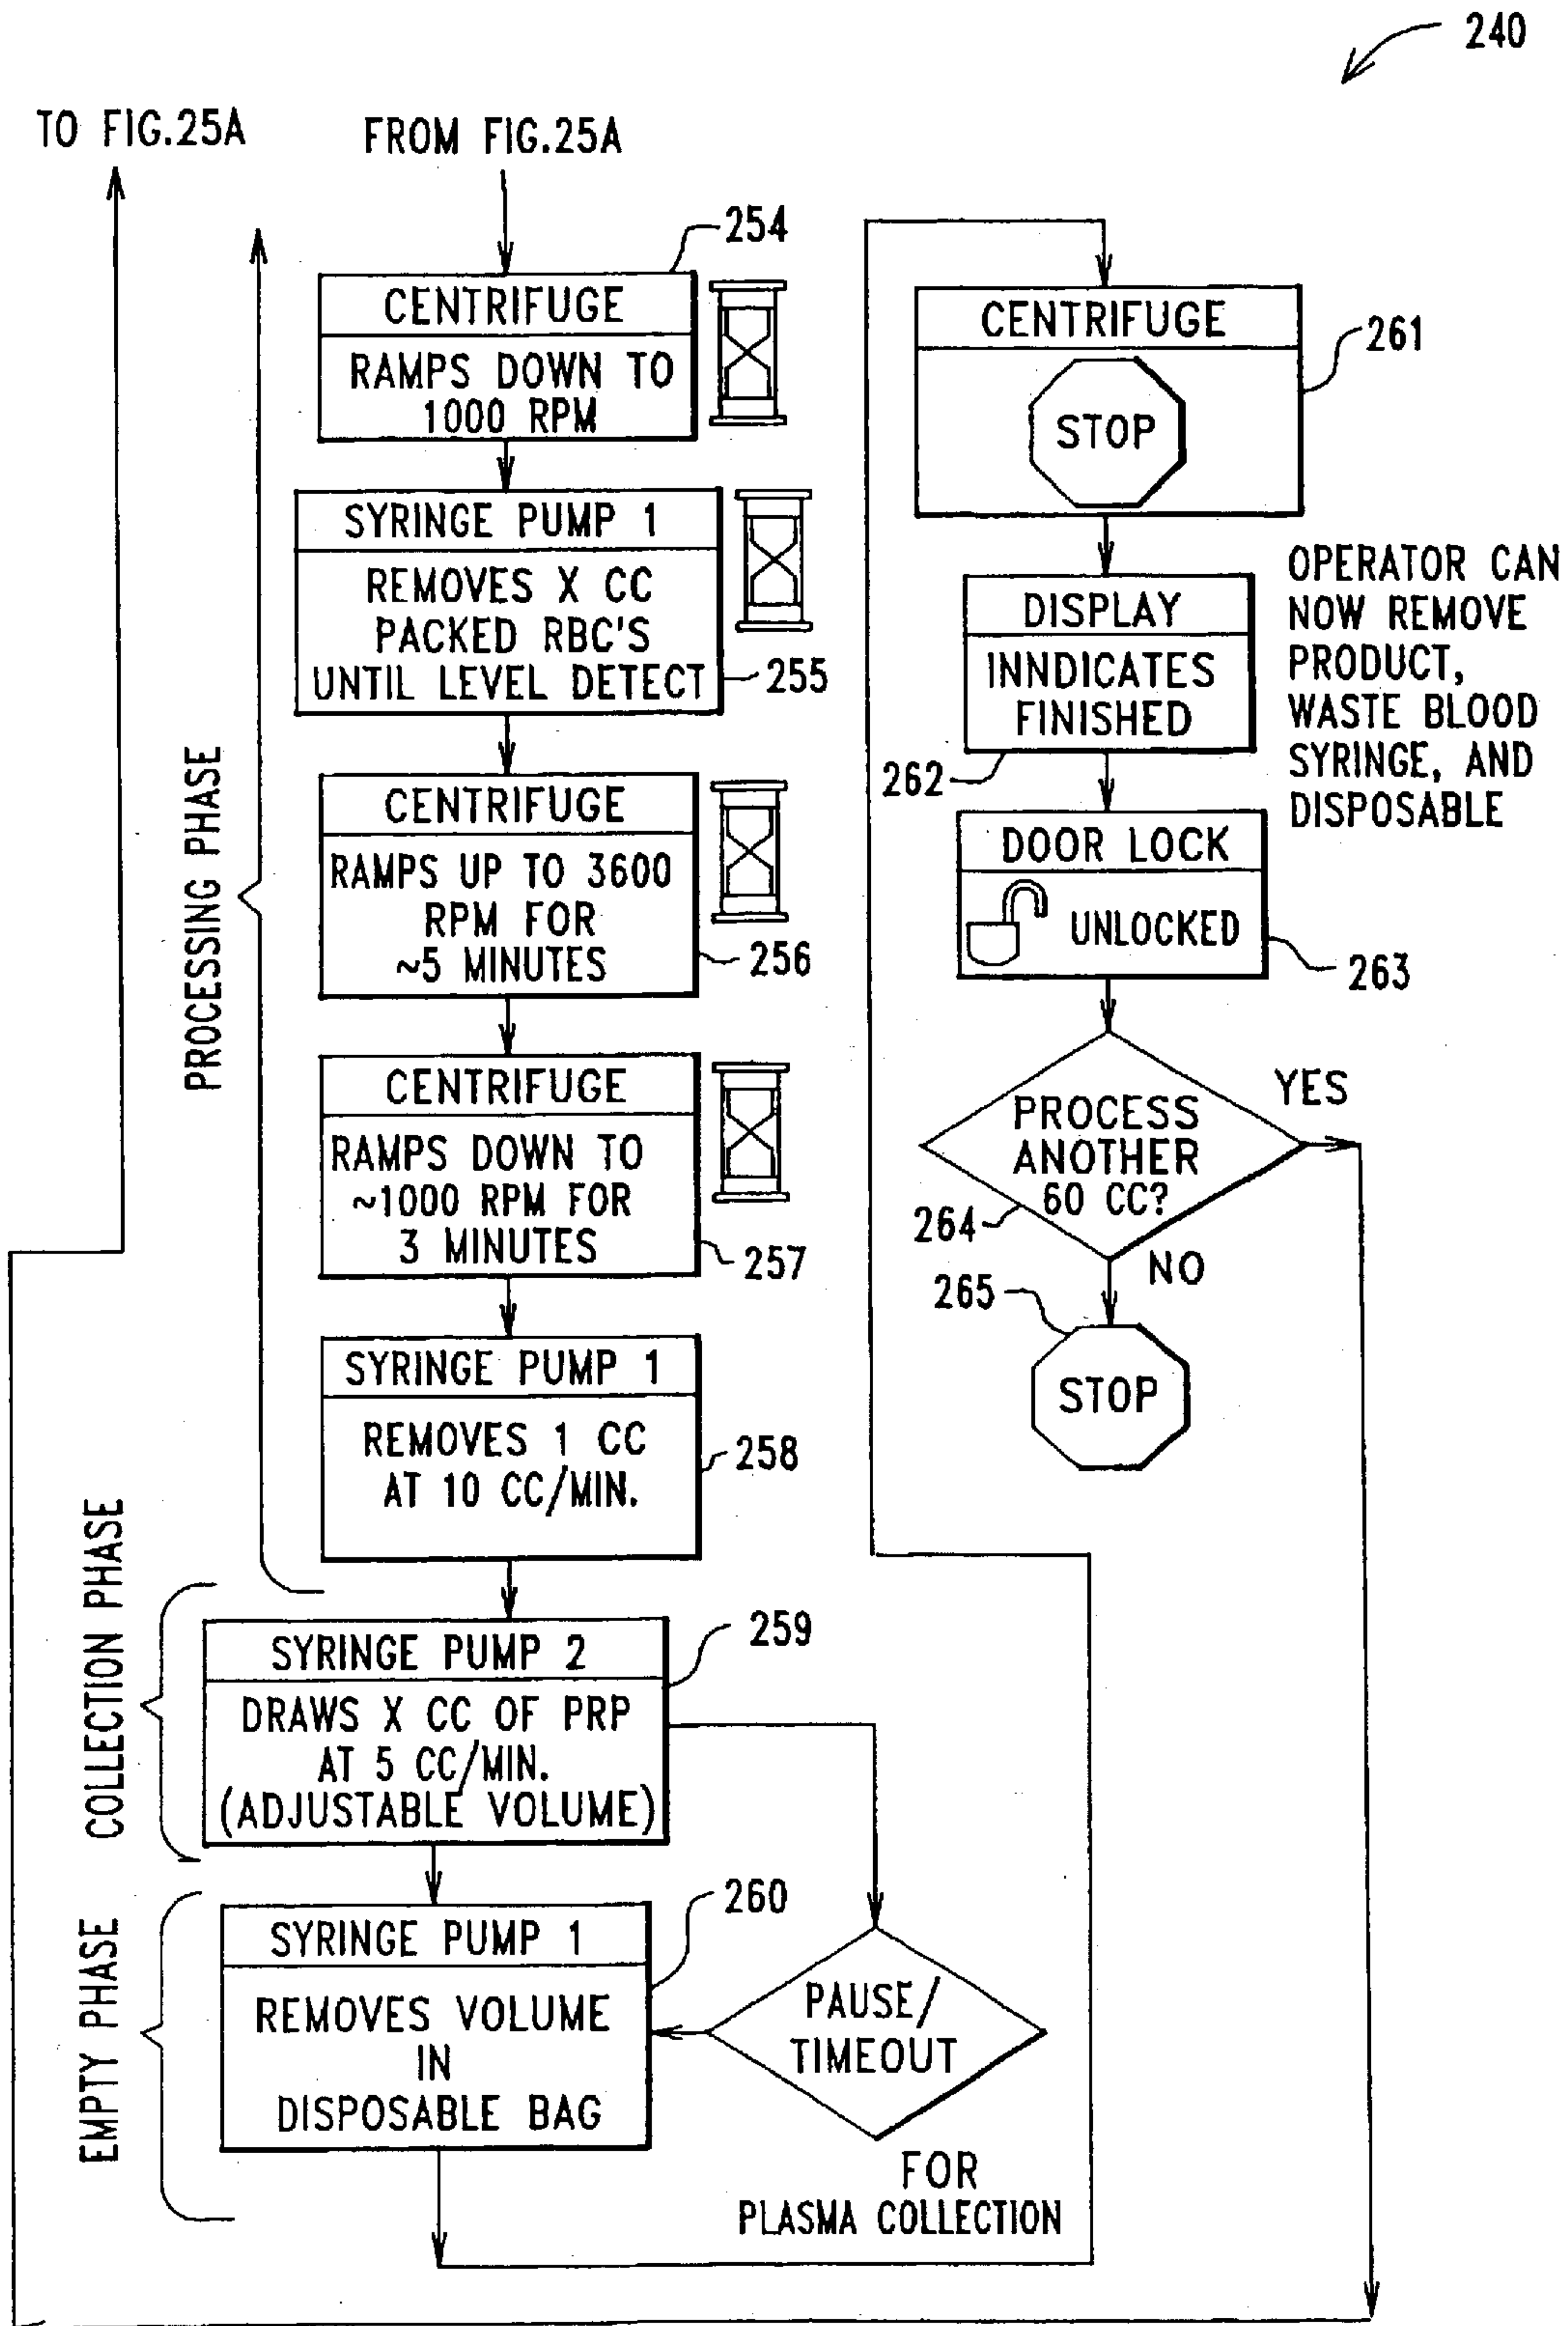 240
TO FIG.25A
FROM FIG.25A
PROCESSING PHASE
254
CENTRIFUGE
RAMPS DOWN TO
1000 RPM
SYRINGE PUMP 1
REMOVES X CC
PACKED RBC'S
UNTIL LEVEL DETECT
255
CENTRIFUGE
RAMPS UP TO 3600
RPM FOR
~5 MINUTES
256
CENTRIFUGE
RAMPS DOWN TO
~1000 RPM FOR
3 MINUTES
257
SYRINGE PUMP 1
REMOVES 1 CC
AT 10 CC/MIN.
258
COLLECTION PHASE
259
SYRINGE PUMP 2
DRAWS X CC OF PRP
AT 5 CC/MIN.
(ADJUSTABLE VOLUME)
EMPTY PHASE
260
SYRINGE PUMP 1
REMOVES VOLUME
IN
DISPOSABLE BAG
PAUSE/
TIMEOUT
FOR
PLASMA COLLECTION
CENTRIFUGE
261
STOP
DISPLAY
INNDICATES
FINISHED
262
OPERATOR CAN
NOW REMOVE
PRODUCT,
WASTE BLOOD
SYRINGE, AND
DISPOSABLE
DOOR LOCK
UNLOCKED
263
PROCESS
ANOTHER
60 CC?
264
YES
NO
265
STOP